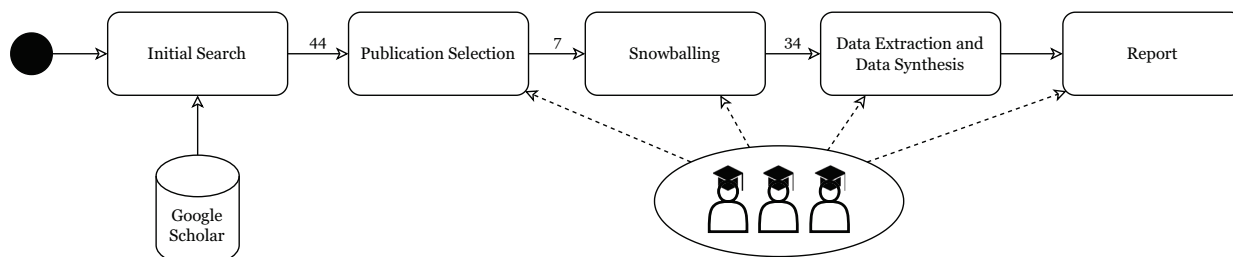 Initial Search
44
Publication Selection
7
Snowballing
34
Data Extraction and
Data Synthesis
Report
Google
Scholar